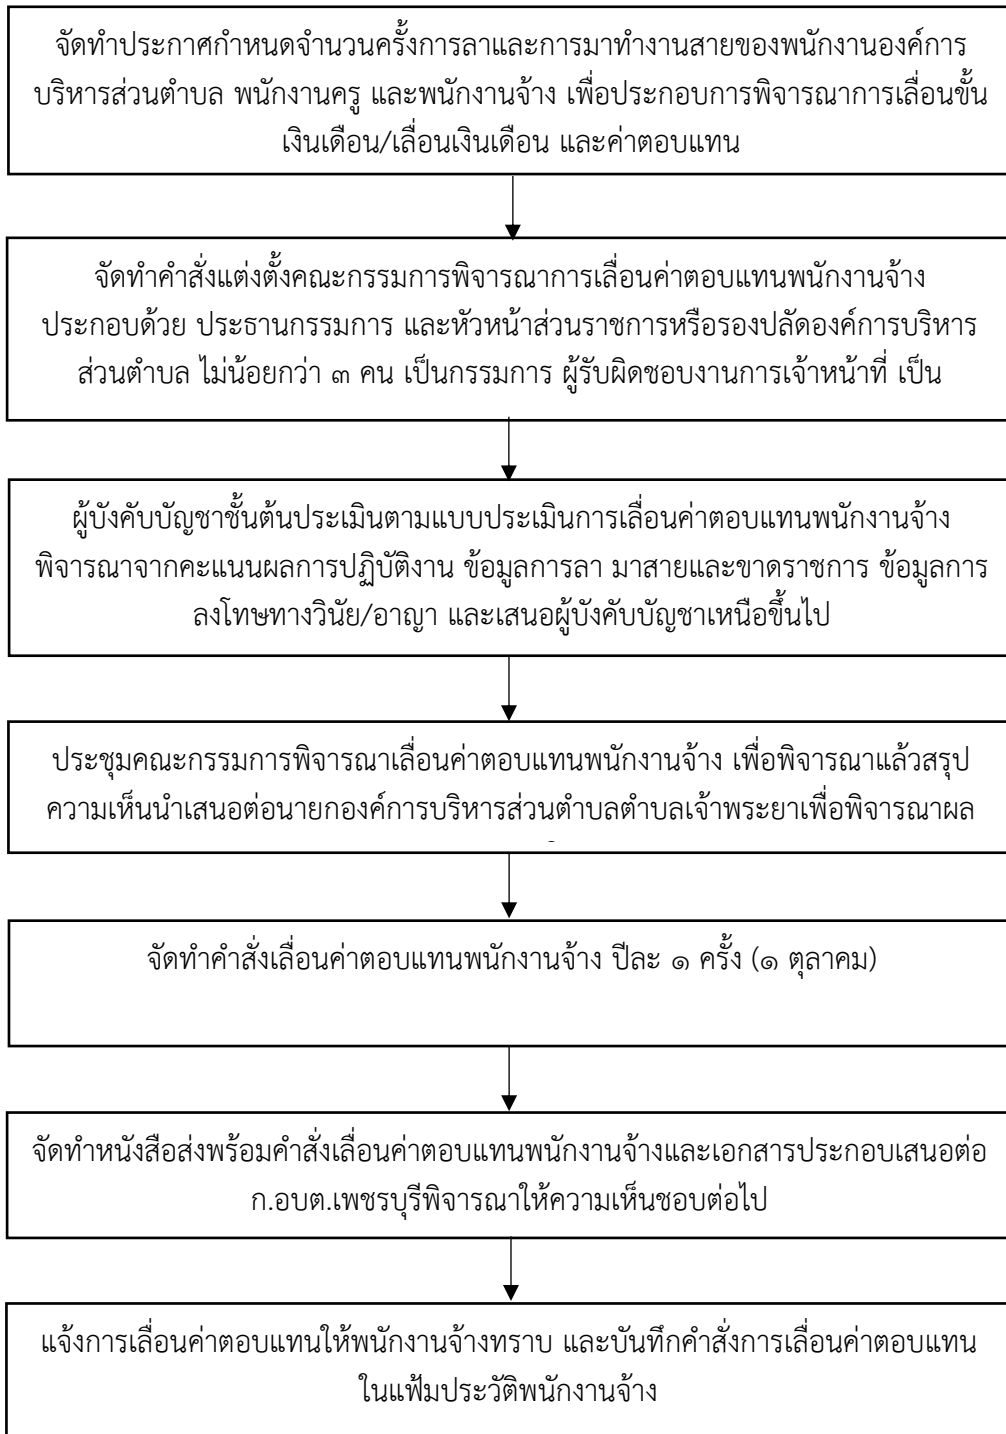 จัดทำประกาศกำหนดจำนวนครั้งการลาและการมาทำงานสายของพนักงานองค์การ
บริหารส่วนตำบล พนักงานครู และพนักงานจ้าง เพื่อประกอบการพิจารณาการเลื่อนขั้น
เงินเดือน/เลื่อนเงินเดือน และค่าตอบแทน
จัดทำคำสั่งแต่งตั้งคณะกรรมการพิจารณาการเลื่อนค่าตอบแทนพนักงานจ้าง
ประกอบด้วย ประธานกรรมการ และหัวหน้าส่วนราชการหรือรองปลัดองค์การบริหาร
ส่วนตำบล ไม่น้อยกว่า ๓ คน เป็นกรรมการ ผู้รับผิดชอบงานการเจ้าหน้าที่ เป็น
ผู้บังคับบัญชาชั้นต้นประเมินตามแบบประเมินการเลื่อนค่าตอบแทนพนักงานจ้าง
พิจารณาจากคะแนนผลการปฏิบัติงาน ข้อมูลการลา มาสายและขาดราชการ ข้อมูลการ
ลงโทษทางวินัย/อาญา และเสนอผู้บังคับบัญชาเหนือขึ้นไป
ประชุมคณะกรรมการพิจารณาเลื่อนค่าตอบแทนพนักงานจ้าง เพื่อพิจารณาแล้วสรุป
ความเห็นนำเสนอต่อนายกองค์การบริหารส่วนตำบลตำบลเจ้าพระยาเพื่อพิจารณาผล
จัดทำคำสั่งเลื่อนค่าตอบแทนพนักงานจ้าง ปีละ ๑ ครั้ง (๑ ตุลาคม)
จัดทำหนังสือส่งพร้อมคำสั่งเลื่อนค่าตอบแทนพนักงานจ้างและเอกสารประกอบเสนอต่อ
ก.อบต.เพชรบุรีพิจารณาให้ความเห็นชอบต่อไป
แจ้งการเลื่อนค่าตอบแทนให้พนักงานจ้างทราบ และบันทึกคำสั่งการเลื่อนค่าตอบแทน
ในแฟ้มประวัติพนักงานจ้าง